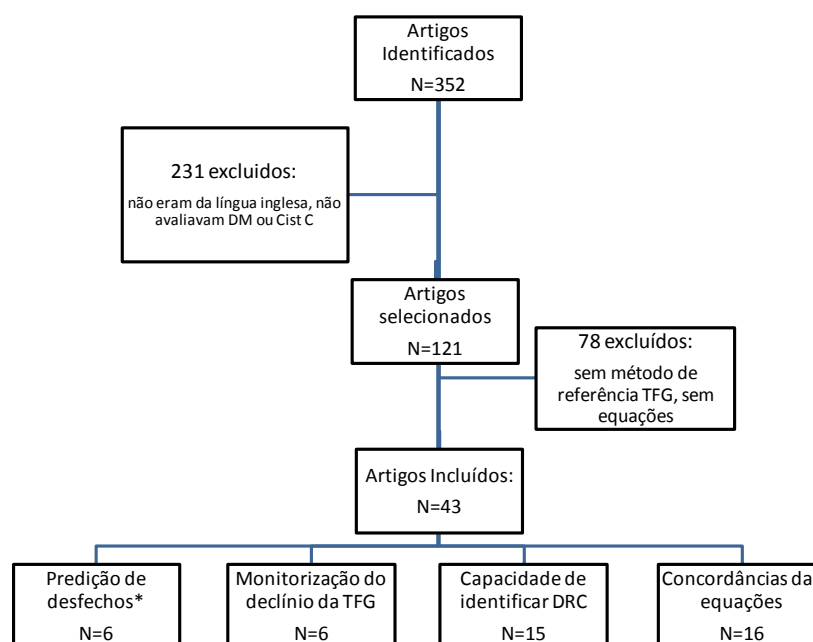 Artigos
Identificados
N=352
231 excluidos:
não eram da língua inglesa, não
avaliavam DM ou Cist C
Artigos
selecionados
N=121
78 excluídos:
sem método de
referência TFG, sem
equações
Artigos Incluídos:
N=43
Predição de
desfechos*
N=6
Monitorização do
declínio da TFG
N=6
Capacidade de
identificar DRC
N=15
Concordâncias das
equações
N=16